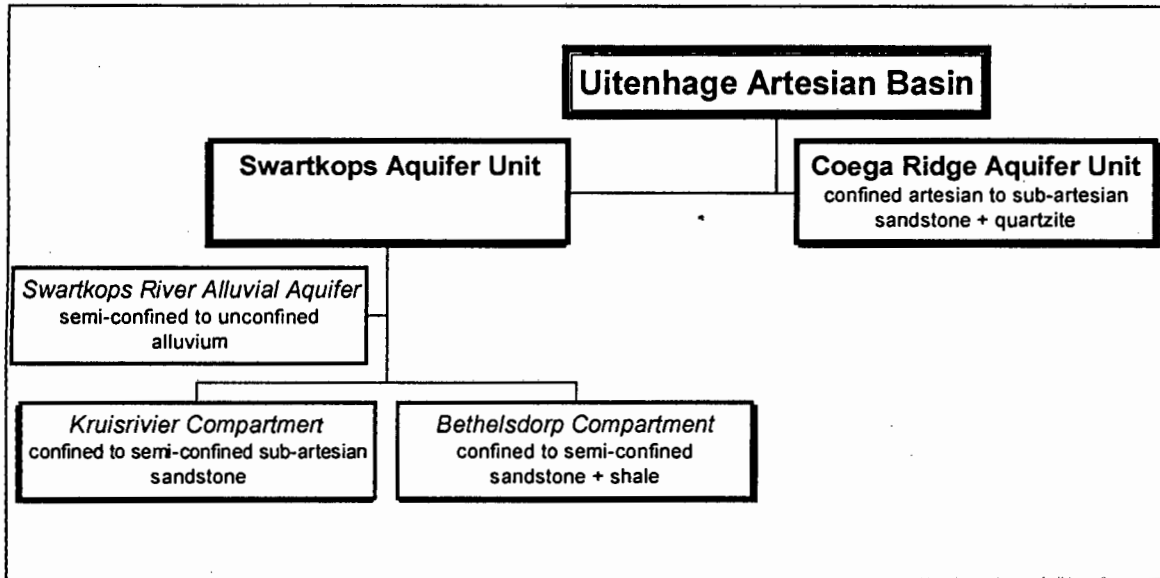 Uitenhage Artesian Basin
Swartkops Aquifer Unit
Coega Ridge Aquifer Unit
confined artesian to sub-artesian
sandstone + quartzite
Swartkops River Alluvial Aquifer
semi-confined to unconfined
alluvium
Kruisrivier Compartmert
confined to semi-confined sub-artesian
sandstone
Bethelsdorp Compartment
confined to semi-confined
sandstone + shale